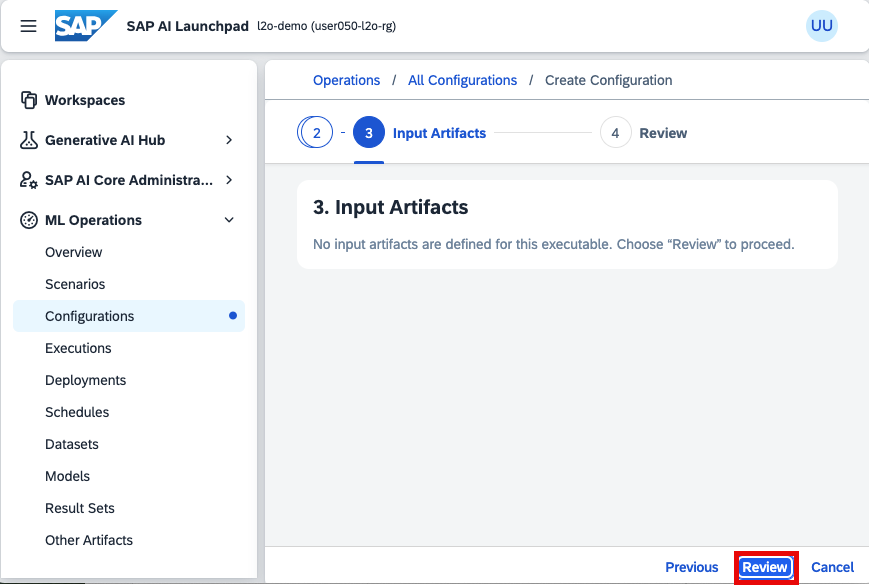 SAP SAP AI Launchpad l2o-demo (user050-l2o-rg) UU
Workspaces
Generative AI Hub
SAP AI Core Administra...
ML Operations
Overview
Scenarios
Configurations
Executions
Deployments
Schedules
Datasets
Models
Result Sets
Other Artifacts
Operations / All Configurations / Create Configuration
2 - 3 Input Artifacts 4 Review
3. Input Artifacts
No input artifacts are defined for this executable. Choose “Review” to proceed.
Previous Review Cancel